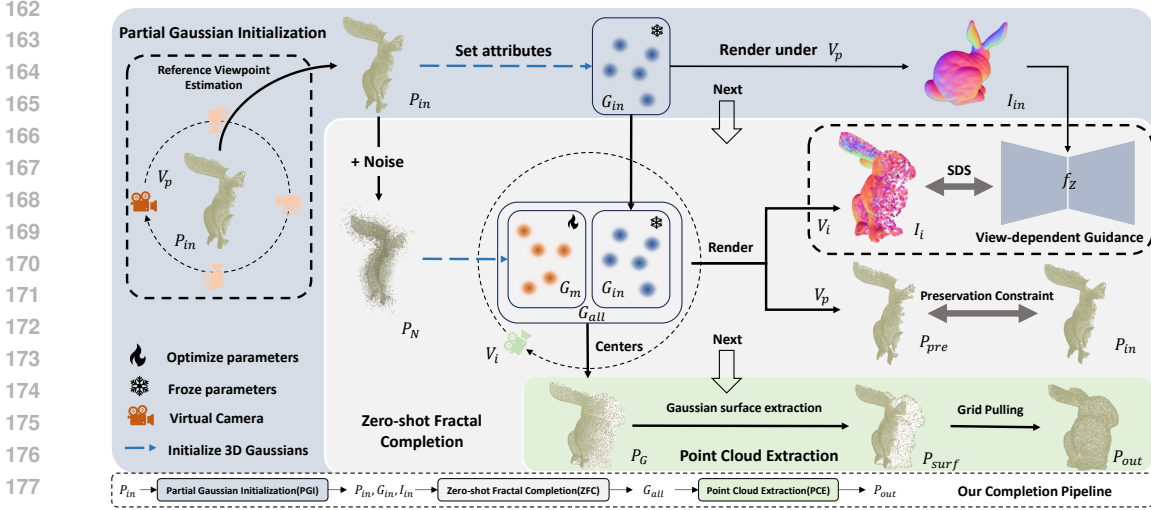 162
163
164
165
166
167
168
169
170
171
172
173
174
175
176
177
Partial Gaussian Initialization
Reference Viewpoint
Estimation
V_p
P_in
P_in
Set attributes
G_in
Render under V_p
I_in
Next
+ Noise
P_N
G_m
G_in
G_all
V_i
Centers
Render
V_i
I_i
SDS
f_Z
View-dependent Guidance
V_p
P_pre
Preservation Constraint
P_in
Next
Optimize parameters
Froze parameters
Virtual Camera
Initialize 3D Gaussians
Zero-shot Fractal
Completion
P_G
Gaussian surface extraction
Point Cloud Extraction
P_surf
Grid Pulling
P_out
P_in Partial Gaussian Initialization(PGI) P_in, G_in, I_in Zero-shot Fractal Completion(ZFC) G_all Point Cloud Extraction(PCE) P_out Our Completion Pipeline